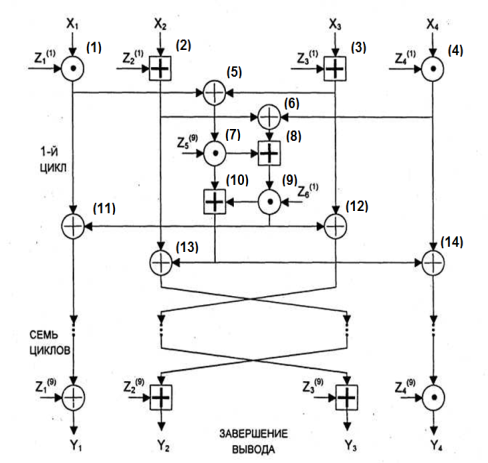 X₁ X₂ X₃ X₄
(1) (2) (3) (4)
Z₁⁽¹⁾ Z₂⁽¹⁾ Z₃⁽¹⁾ Z₄⁽¹⁾
(5)
(6)
(7) (8)
Z₅⁽⁹⁾
1-й
ЦИКЛ
(10) (9) Z₆⁽¹⁾
(11) (12)
(13) (14)
СЕМЬ
ЦИКЛОВ
Z₁⁽⁹⁾ Z₂⁽⁹⁾ Z₃⁽⁹⁾ Z₄⁽⁹⁾
Y₁ Y₂ Y₃ Y₄
ЗАВЕРШЕНИЕ
ВЫВОДА